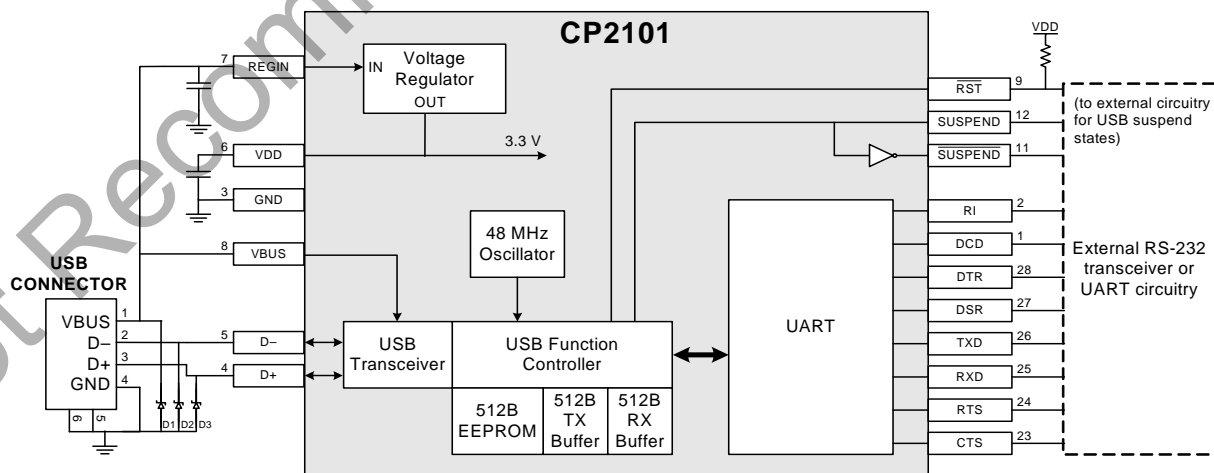 CP2101
7
REGIN
IN
Voltage
Regulator
OUT
VDD
RST
9
SUSPEND
12
SUSPEND
11
(to external circuitry
for USB suspend
states)
6
VDD
3.3 V
3
GND
8
VBUS
48 MHz
Oscillator
USB
CONNECTOR
VBUS
1
D–
2
D+
3
GND
4
6
5
D1
D2
D3
5
D–
4
D+
USB
Transceiver
USB Function
Controller
512B
EEPROM
512B
TX
Buffer
512B
RX
Buffer
UART
RI
2
DCD
1
DTR
28
DSR
27
TXD
26
RXD
25
RTS
24
CTS
23
External RS-232
transceiver or
UART circuitry
ot Recom